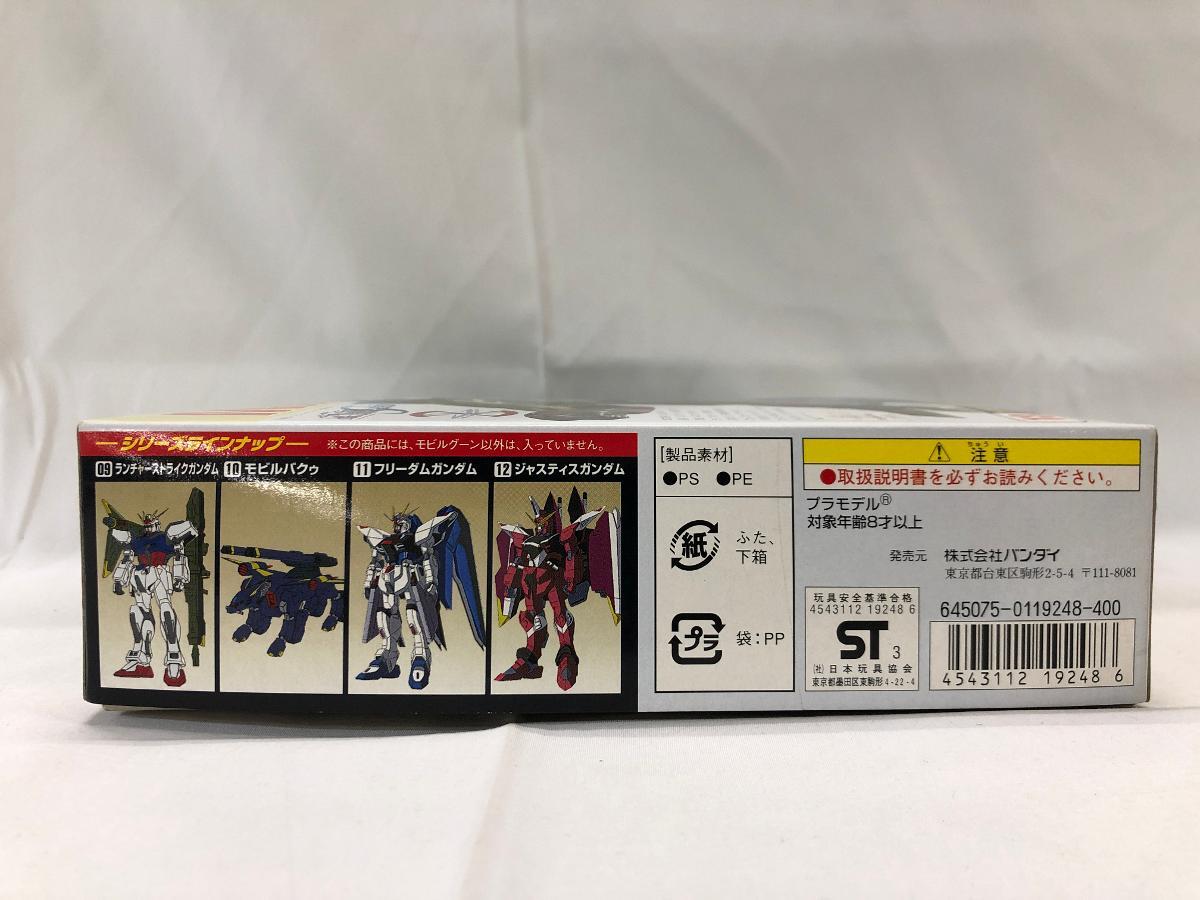 シリーズラインナップ
※この商品には、モビルグーン以外は、入っていません。
09 ランチャーストライクガンダム
10 モビルバクゥ
11 フリーダムガンダム
12 ジャスティスガンダム
[製品素材]
●PS ●PE
紙
ふた、
下箱
プラ
袋:PP
ちゅうい
注意
●取扱説明書を必ずお読みください。
プラモデル®
対象年齢8才以上
発売元 株式会社バンダイ
東京都台東区駒形2-5-4 〒111-8081
玩具安全基準合格
4543112 19248 6
ST 3
(社)日本玩具協会
東京都墨田区東駒形4-22-4
645075-0119248-400
4543112 19248 6